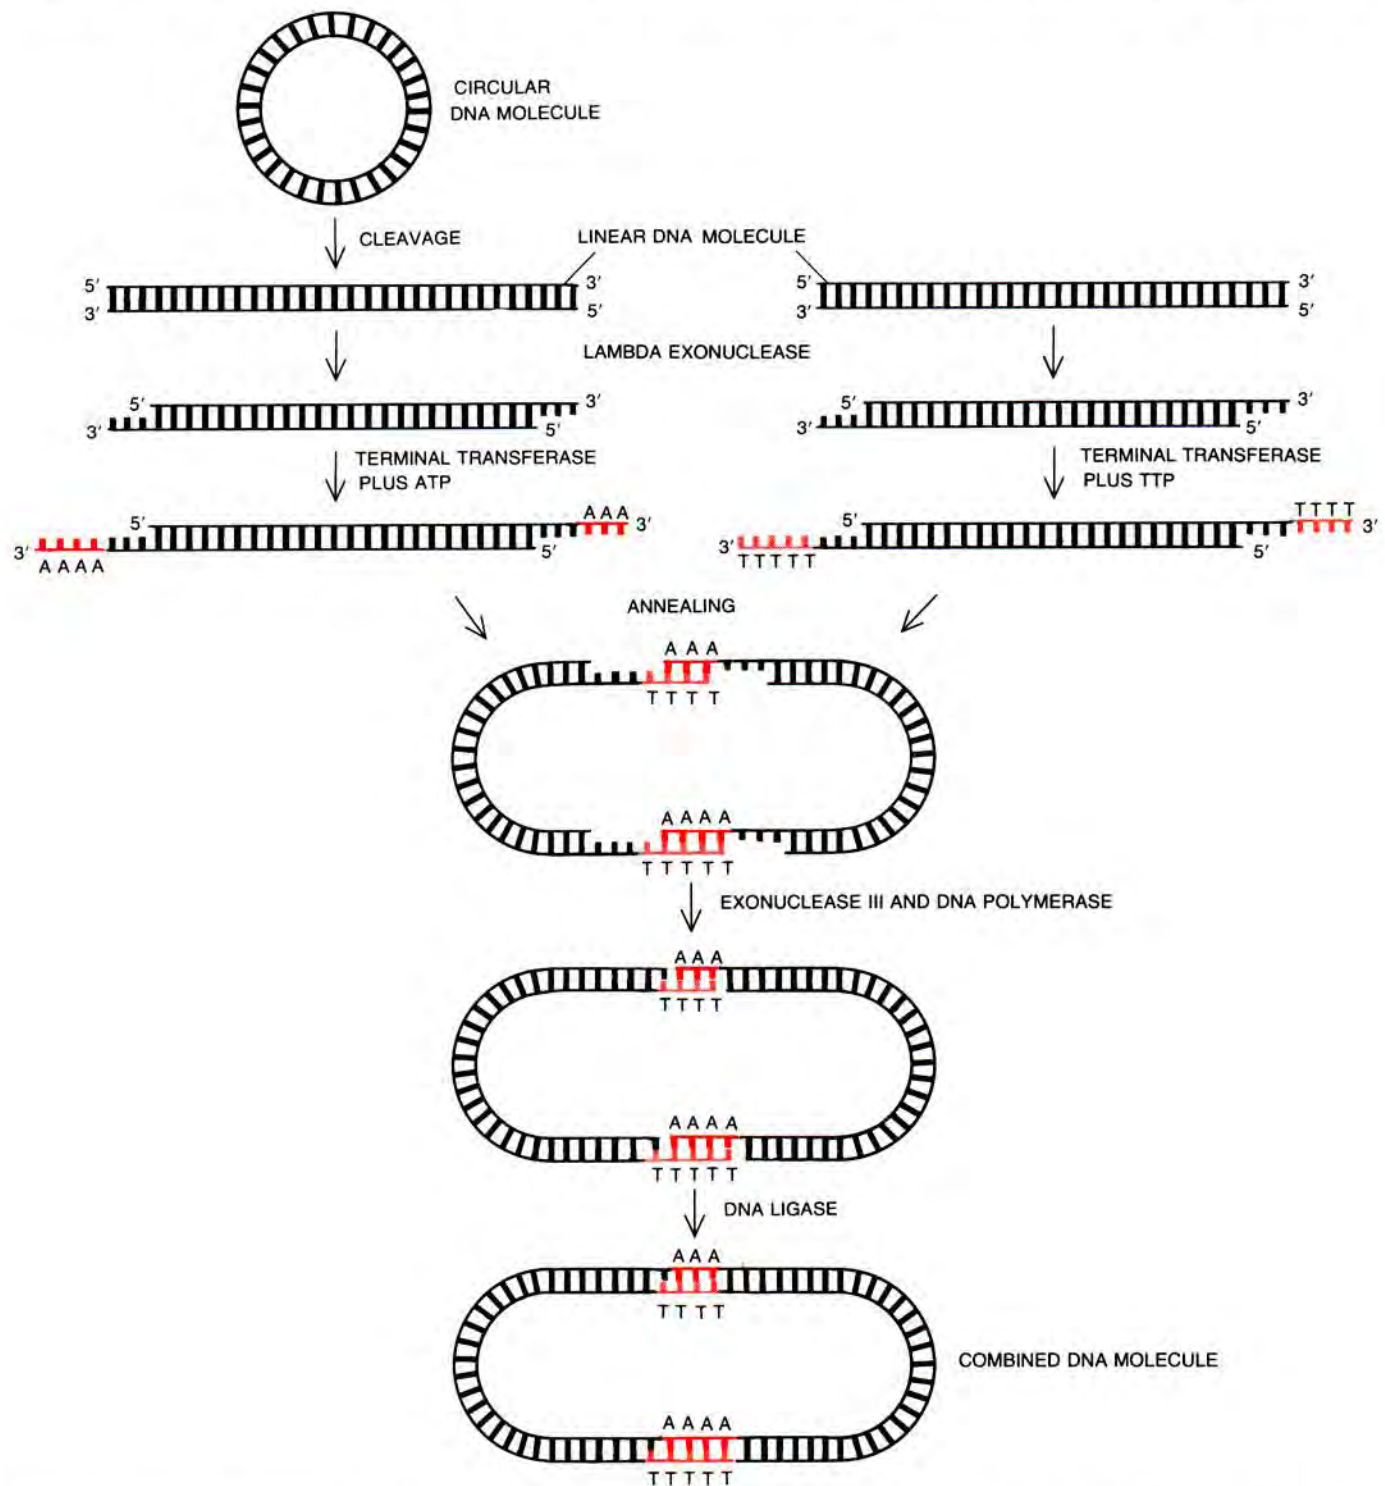 CIRCULAR
DNA MOLECULE
CLEAVAGE
LINEAR DNA MOLECULE
5′ 3′
3′ 5′
5′ 3′
3′ 5′
LAMBDA EXONUCLEASE
5′ 3′
3′ 5′
5′ 3′
3′ 5′
TERMINAL TRANSFERASE
PLUS ATP
TERMINAL TRANSFERASE
PLUS TTP
5′ A A A 3′
3′ 5′
A A A A
5′ T T T T 3′
3′ 5′
T T T T T
ANNEALING
A A A
T T T T
A A A A
T T T T T
EXONUCLEASE III AND DNA POLYMERASE
A A A
T T T T
A A A A
T T T T T
DNA LIGASE
A A A
T T T T
COMBINED DNA MOLECULE
A A A A
T T T T T